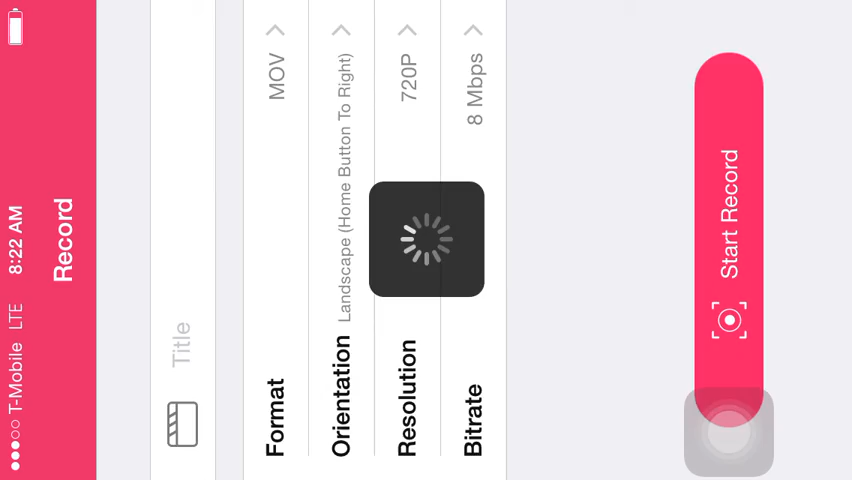 T-Mobile LTE 8:22 AM
Record
Title
Format MOV
Orientation Landscape (Home Button To Right)
Resolution 720P
Bitrate 8 Mbps
Start Record